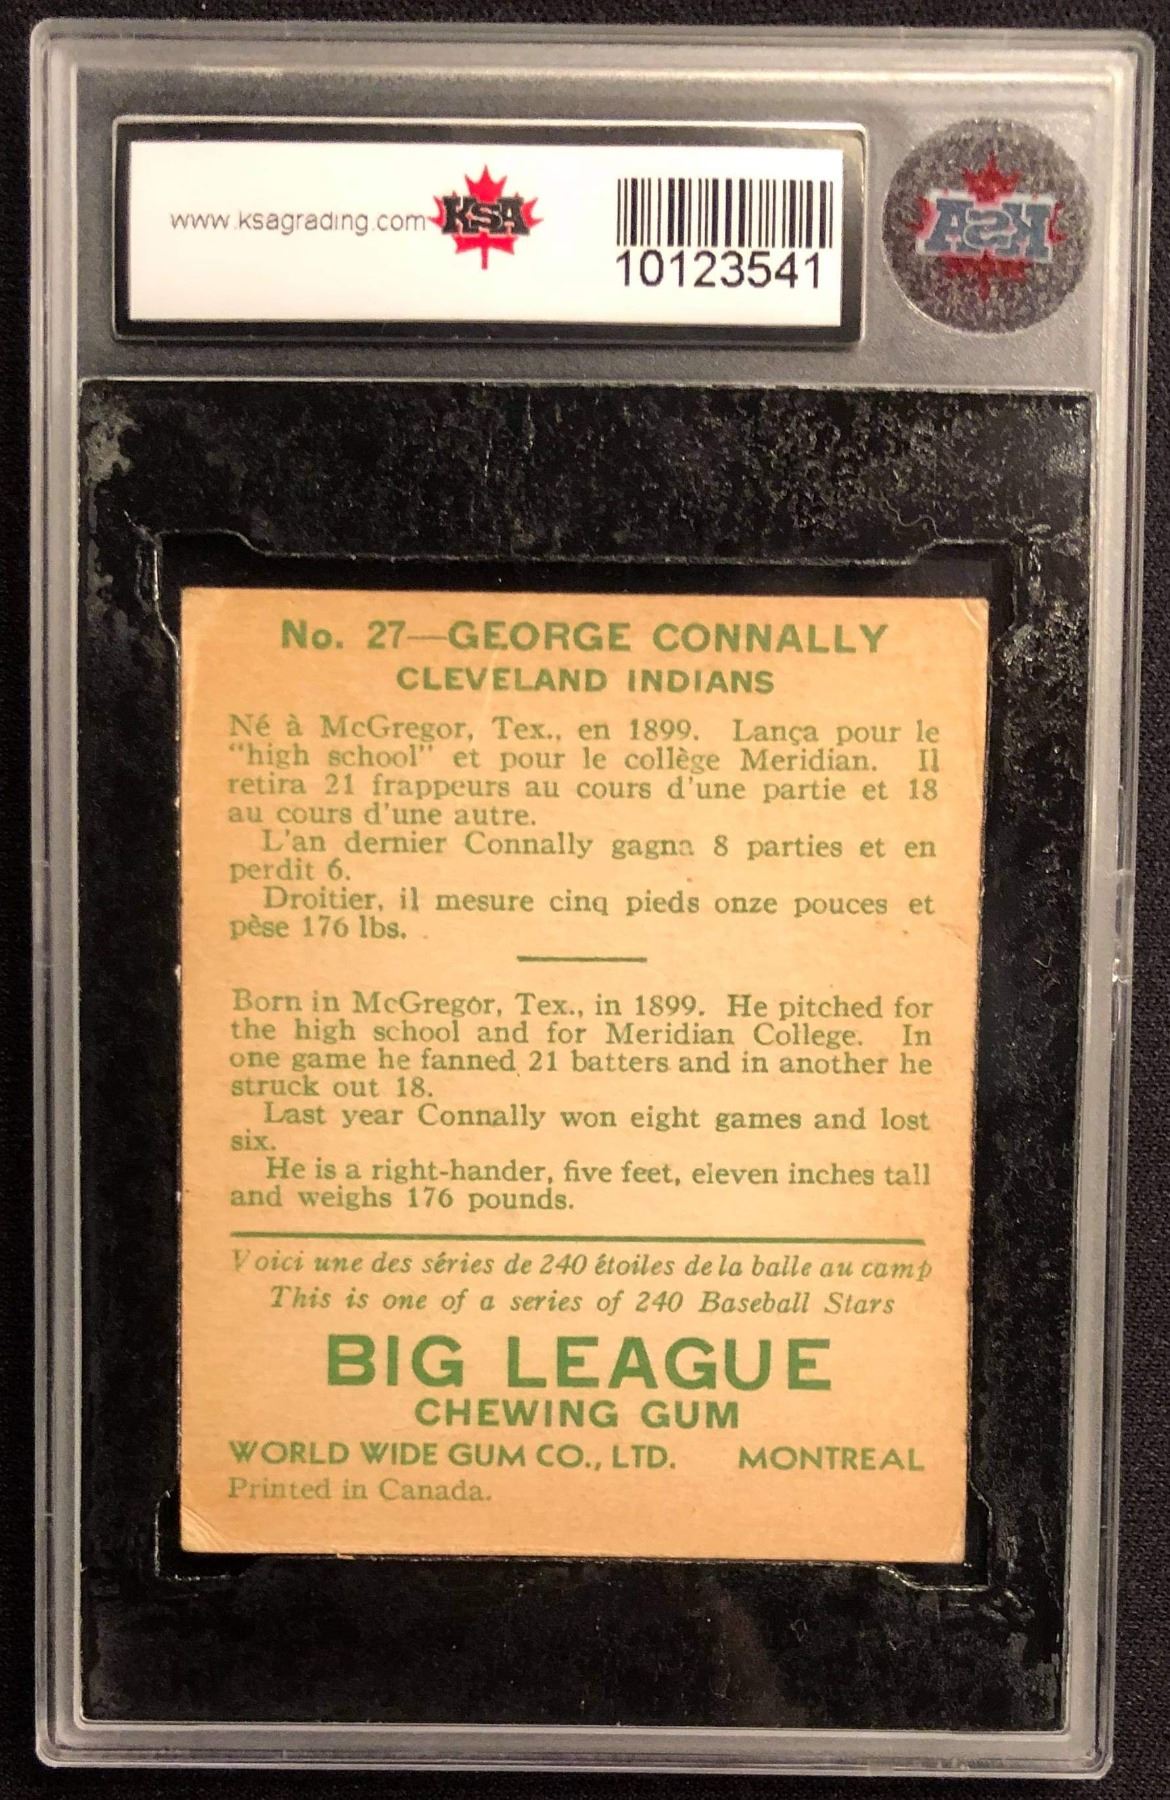 www.ksagrading.com KSA
10123541
KSA
No. 27—GEORGE CONNALLY
CLEVELAND INDIANS
Né à McGregor, Tex., en 1899. Lança pour le
"high school" et pour le collège Meridian. Il
retira 21 frappeurs au cours d'une partie et 18
au cours d'une autre.
L'an dernier Connally gagna 8 parties et en
perdit 6.
Droitier, il mesure cinq pieds onze pouces et
pèse 176 lbs.
Born in McGregor, Tex., in 1899. He pitched for
the high school and for Meridian College. In
one game he fanned 21 batters and in another he
struck out 18.
Last year Connally won eight games and lost
six.
He is a right-hander, five feet, eleven inches tall
and weighs 176 pounds.
Voici une des séries de 240 étoiles de la balle au camp
This is one of a series of 240 Baseball Stars
BIG LEAGUE
CHEWING GUM
WORLD WIDE GUM CO., LTD. MONTREAL
Printed in Canada.